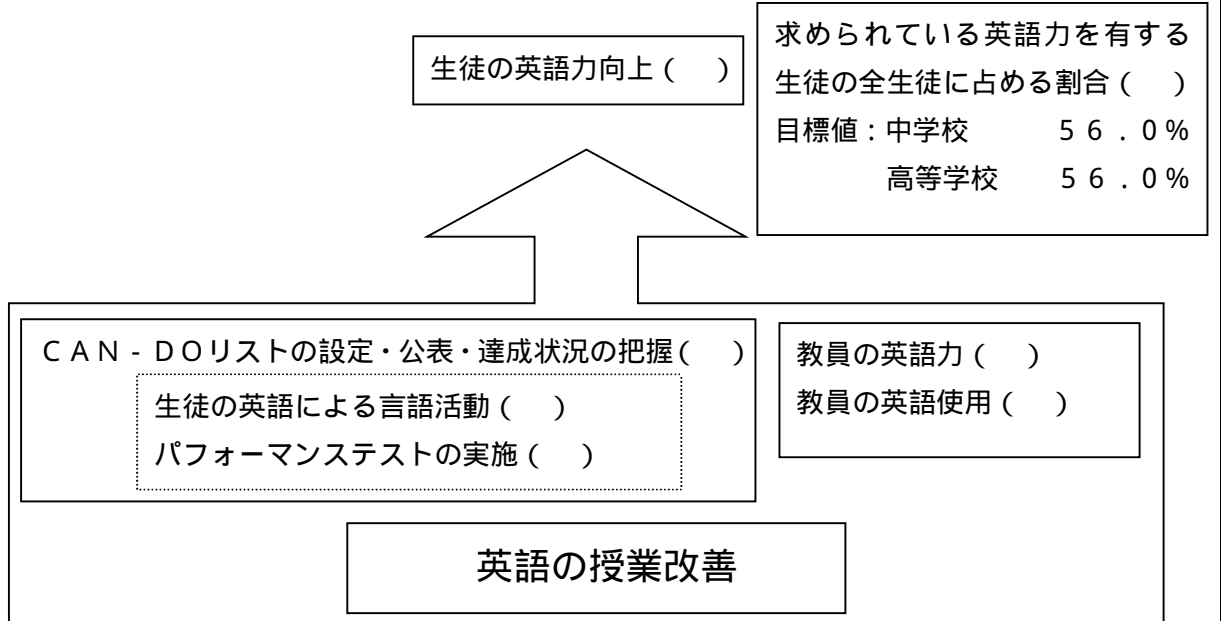 生徒の英語力向上(　)
求められている英語力を有する
生徒の全生徒に占める割合(　)
目標値：中学校　５６．０％
高等学校　５６．０％
ＣＡＮ‐ＤＯリストの設定・公表・達成状況の把握(　)
生徒の英語による言語活動(　)
パフォーマンステストの実施(　)
教員の英語力(　)
教員の英語使用(　)
英語の授業改善